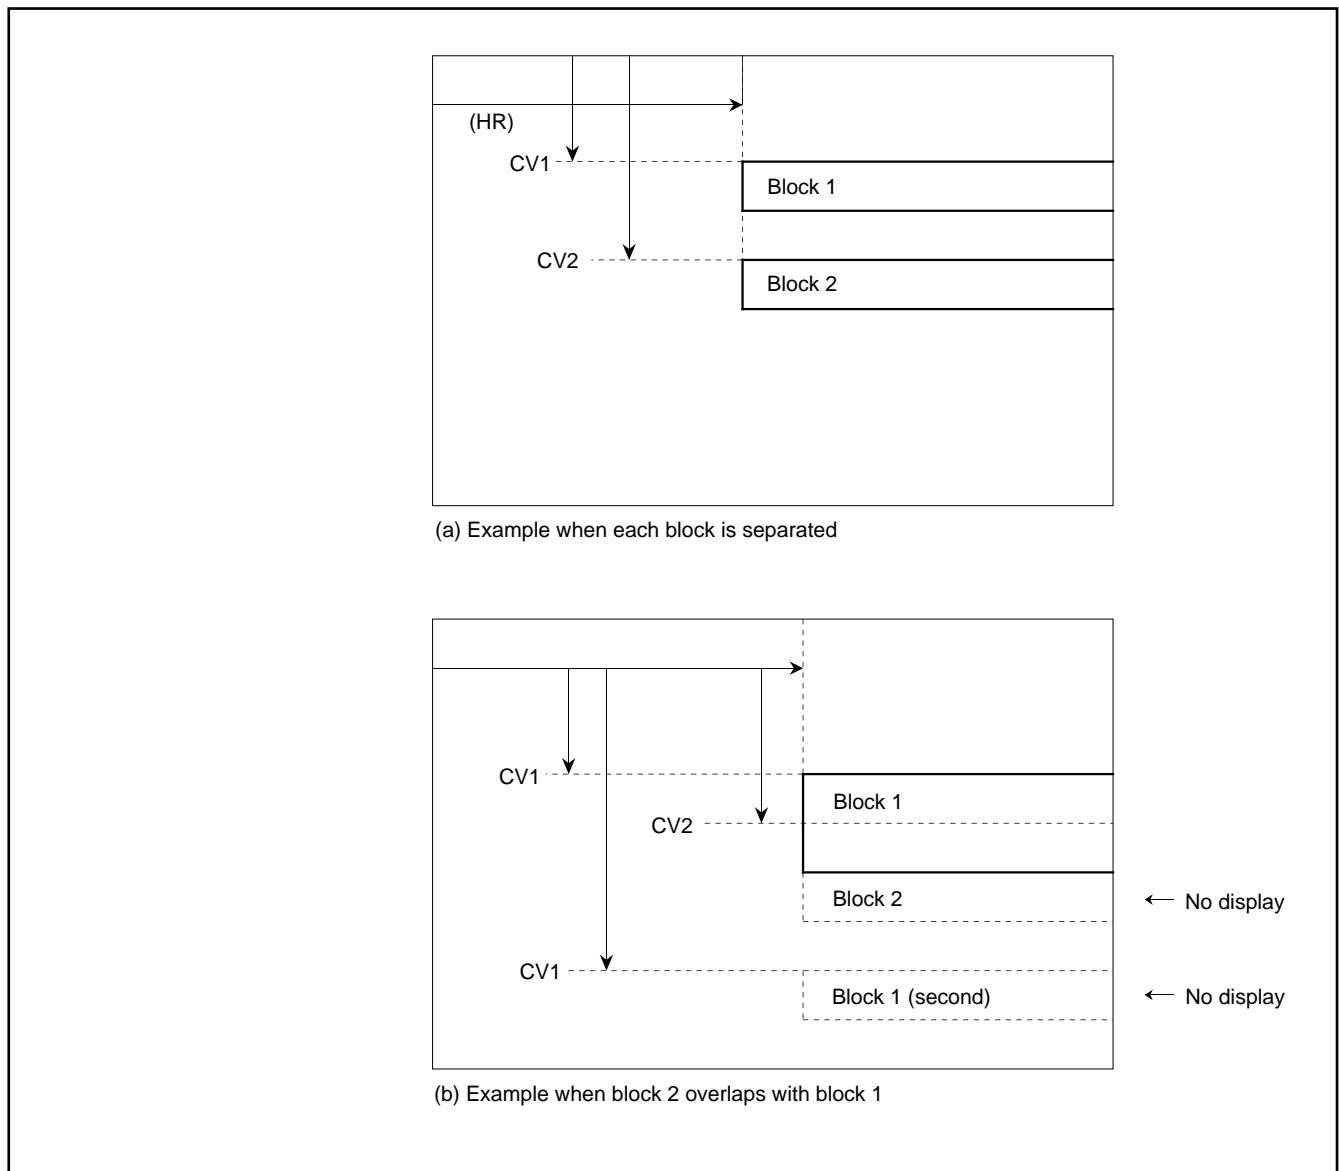 (HR)
CV1
Block 1
CV2
Block 2
(a) Example when each block is separated
CV1
Block 1
CV2
Block 2
No display
CV1
Block 1 (second)
No display
(b) Example when block 2 overlaps with block 1